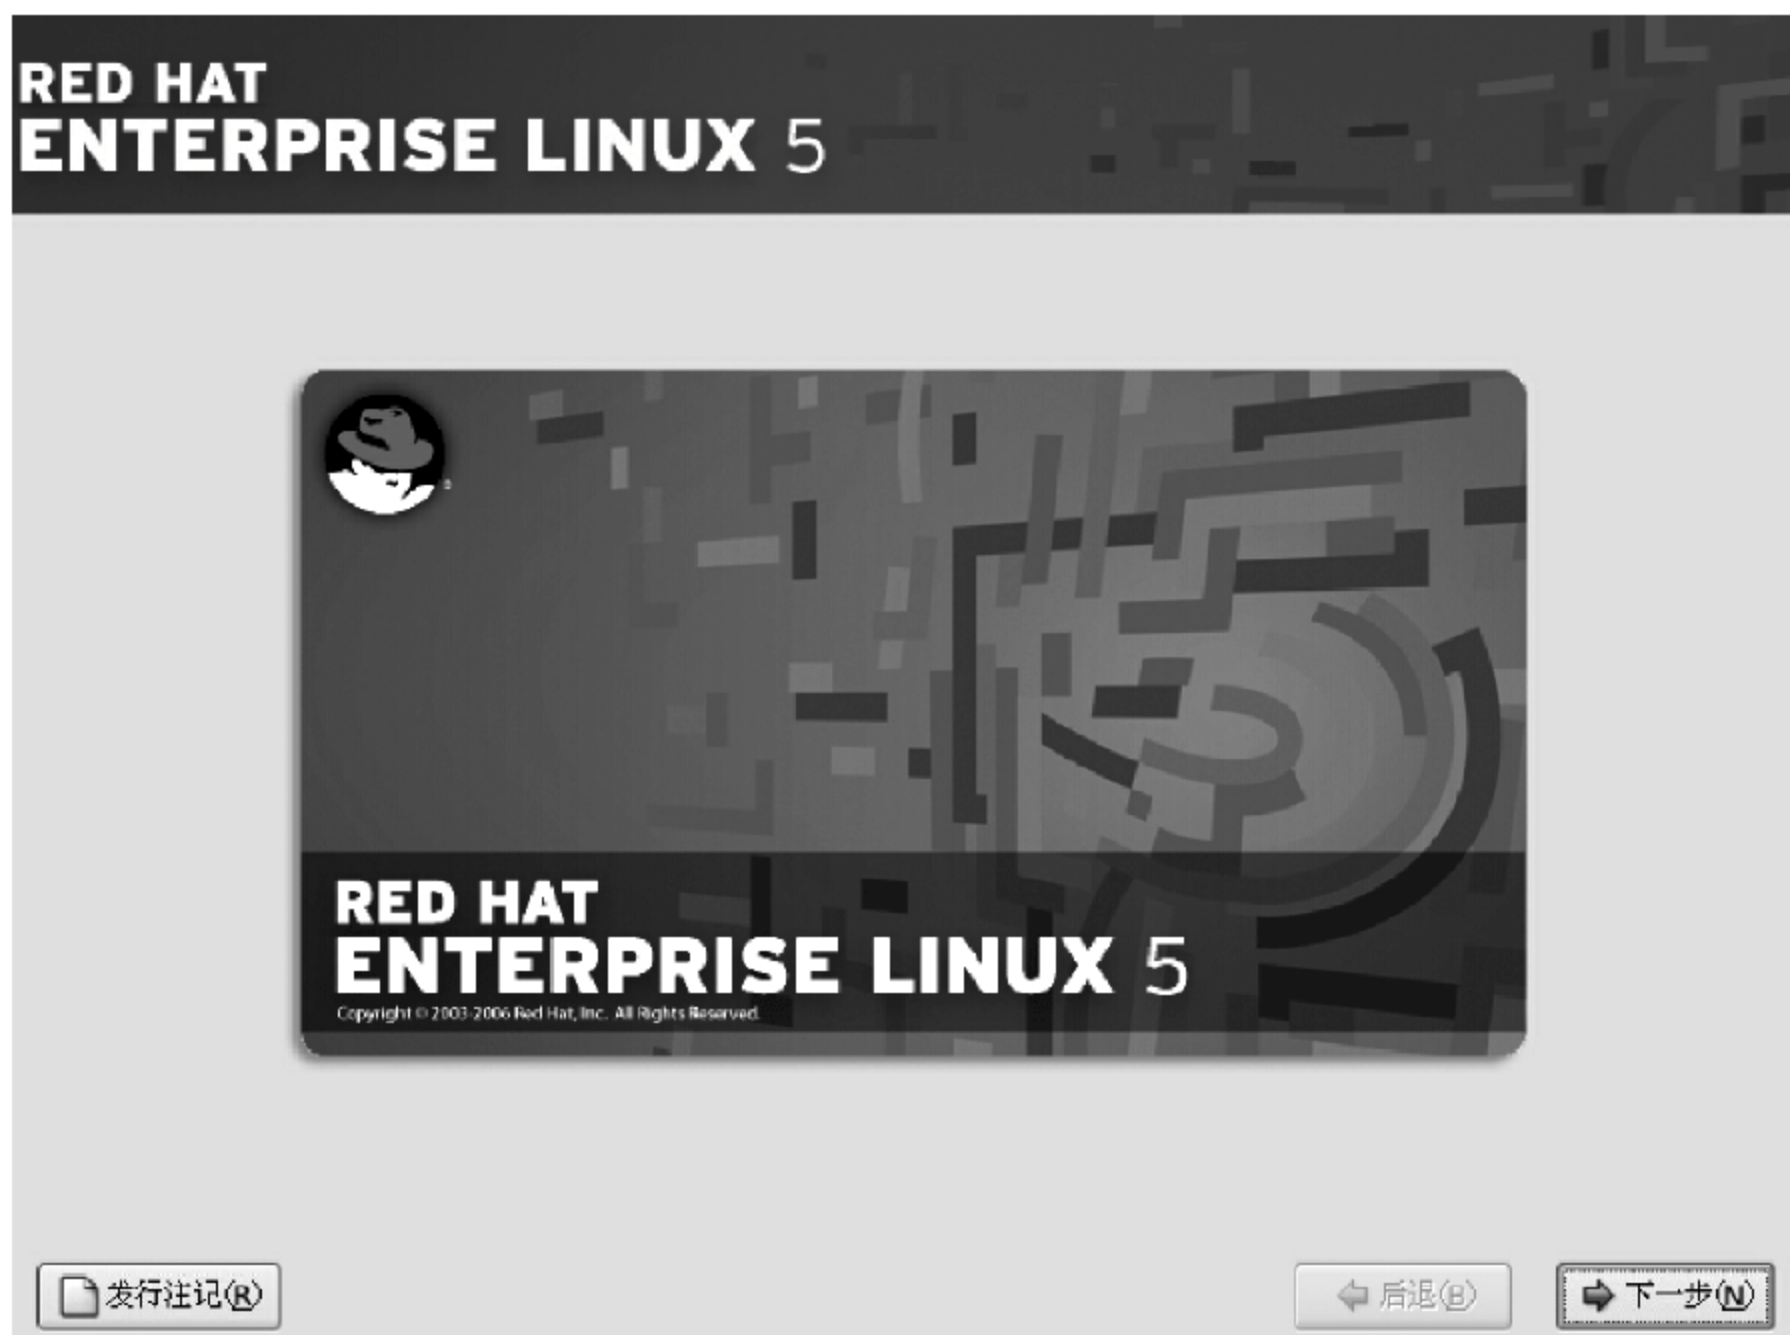 RED HAT
ENTERPRISE LINUX 5
RED HAT
ENTERPRISE LINUX 5
Copyright © 2003-2006 Red Hat, Inc. All Rights Reserved.
发行注记(R)
后退(B)
下一步(N)